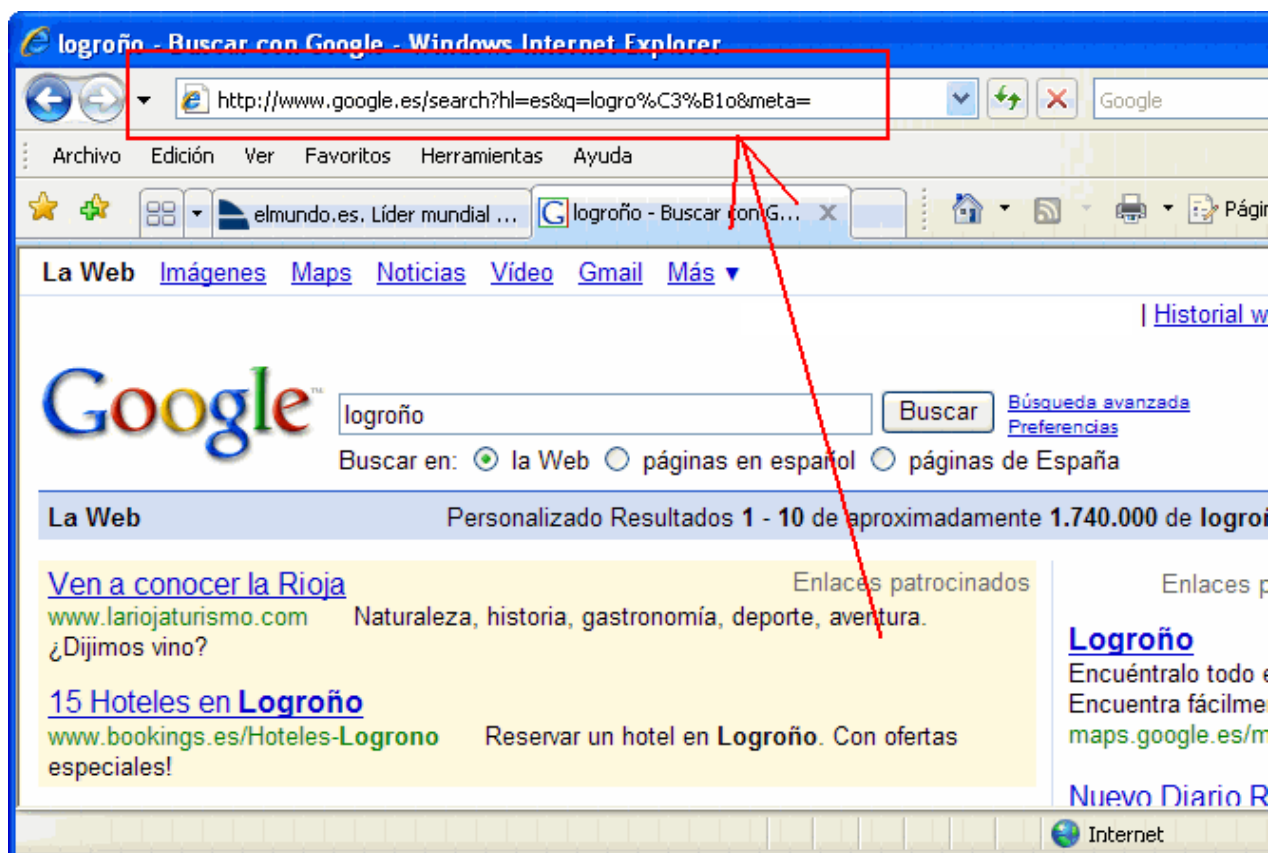 logroño - Buscar con Google - Windows Internet Explorer
http://www.google.es/search?hl=es&q=logro%C3%B1o&meta=
Google
Archivo Edición Ver Favoritos Herramientas Ayuda
elmundo.es. Líder mundial ... G logroño - Buscar con G...
La Web Imágenes Maps Noticias Vídeo Gmail Más ▼
| Historial w
Google™ logroño Buscar Búsqueda avanzada
Preferencias
Buscar en: la Web páginas en español páginas de España
La Web Personalizado Resultados 1 - 10 de aproximadamente 1.740.000 de
Ven a conocer la Rioja Enlaces patrocinados
www.lariojaturismo.com Naturaleza, historia, gastronomía, deporte, aventura.
¿Dijimos vino?
15 Hoteles en Logroño
www.bookings.es/Hoteles-Logrono Reservar un hotel en Logroño. Con ofertas
especiales!
Enlaces p
Logroño
Encuéntralo todo e
Encuentra fácilme
maps.google.es/m
Nuevo Diario R
Internet